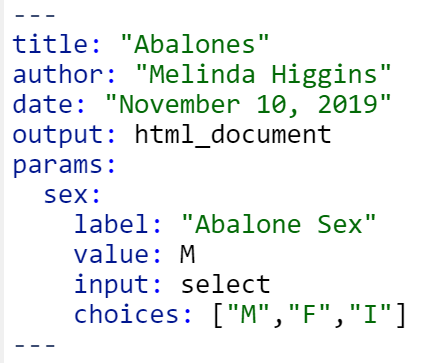 ---
title: "Abalones"
author: "Melinda Higgins"
date: "November 10, 2019"
output: html_document
params:
  sex:
    label: "Abalone Sex"
    value: M
    input: select
    choices: ["M","F","I"]
---